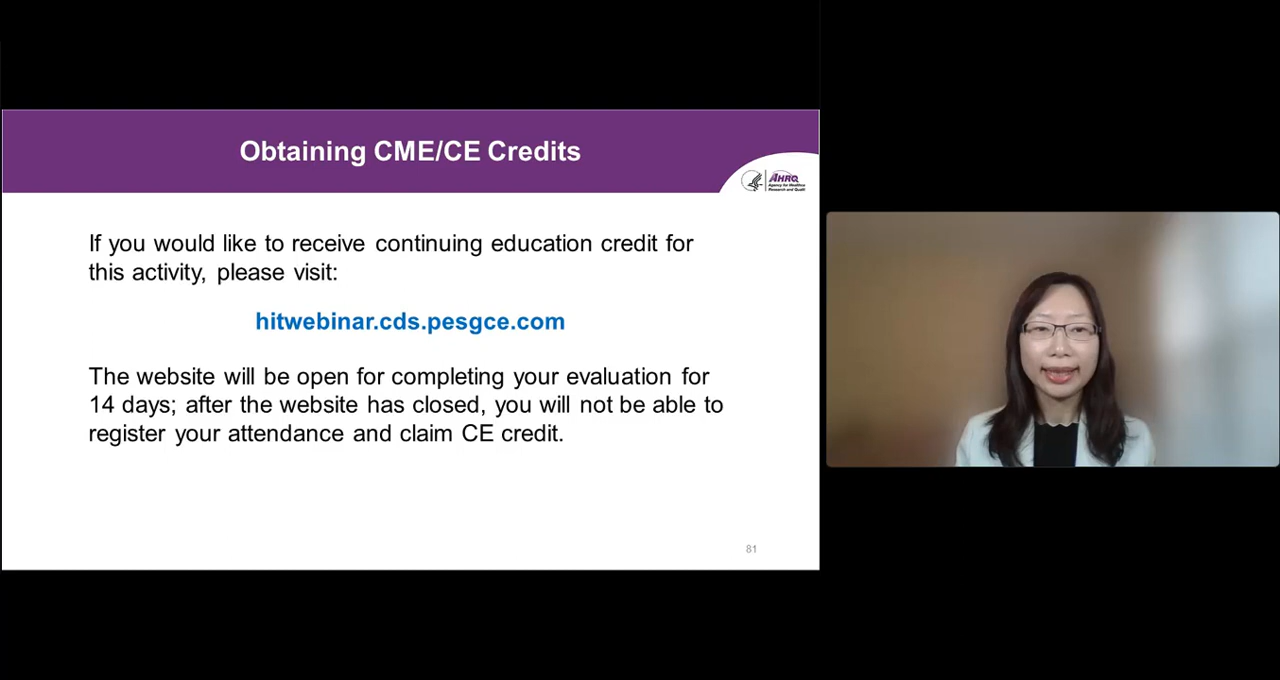 Obtaining CME/CE Credits
AHRQ
Agency for Healthcare
Research and Quality
If you would like to receive continuing education credit for
this activity, please visit:
hitwebinar.cds.pesgce.com
The website will be open for completing your evaluation for
14 days; after the website has closed, you will not be able to
register your attendance and claim CE credit.
81